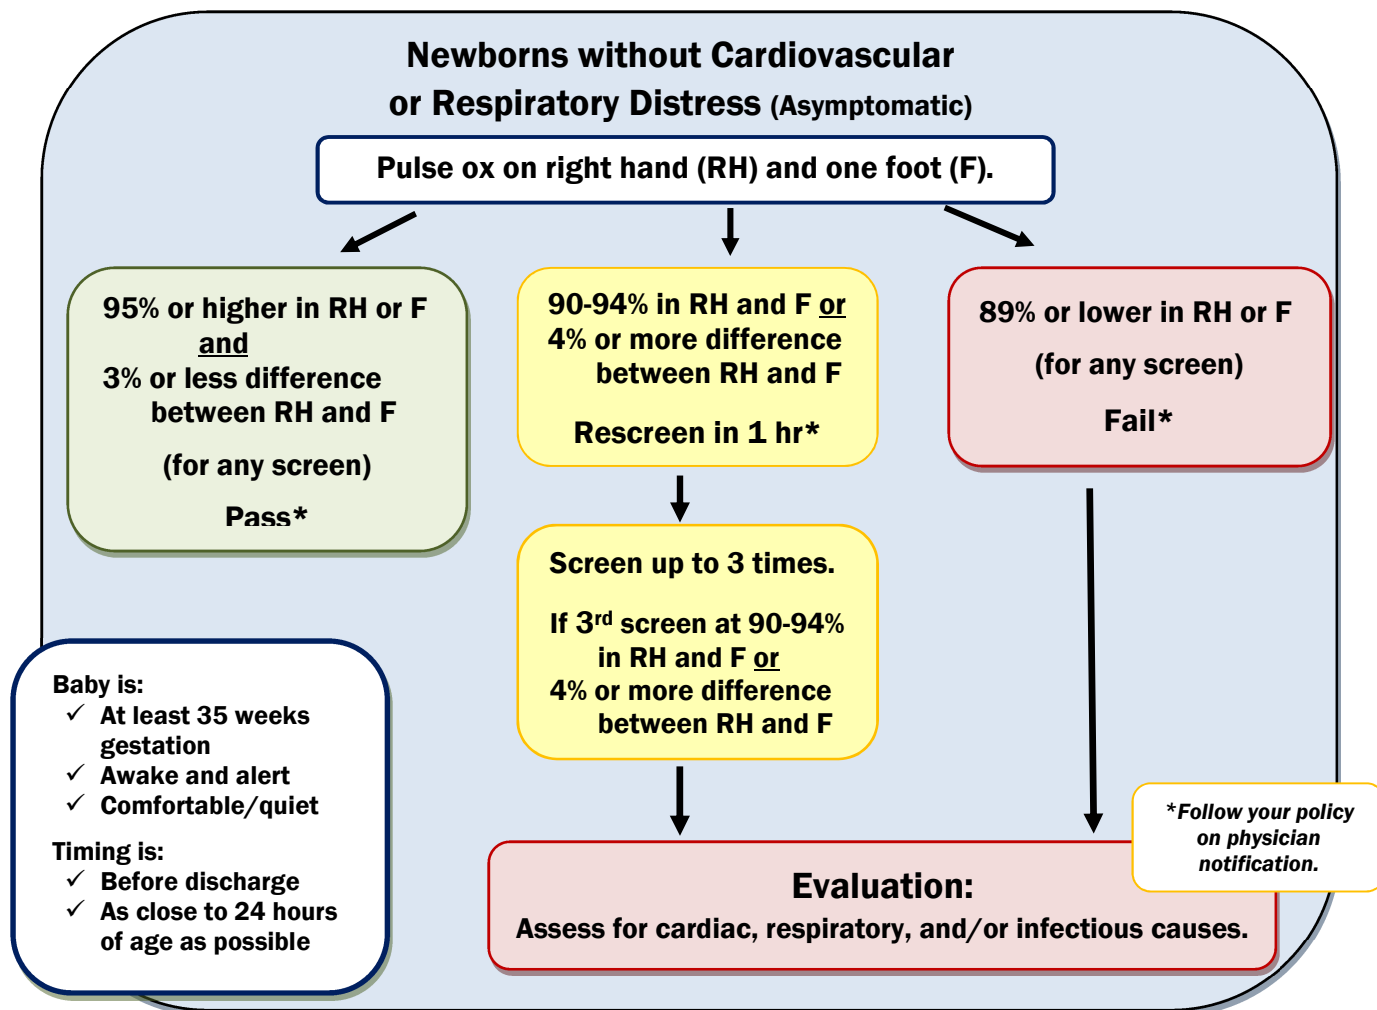 Newborns without Cardiovascular
or Respiratory Distress (Asymptomatic)
Pulse ox on right hand (RH) and one foot (F).
95% or higher in RH or F
and
3% or less difference
between RH and F
(for any screen)
Pass*
90-94% in RH and F or
4% or more difference
between RH and F
Rescreen in 1 hr*
89% or lower in RH or F
(for any screen)
Fail*
Screen up to 3 times.
If 3rd screen at 90-94%
in RH and F or
4% or more difference
between RH and F
Baby is:
✓ At least 35 weeks
gestation
✓ Awake and alert
✓ Comfortable/quiet
Timing is:
✓ Before discharge
✓ As close to 24 hours
of age as possible
*Follow your policy
on physician
notification.
Evaluation:
Assess for cardiac, respiratory, and/or infectious causes.